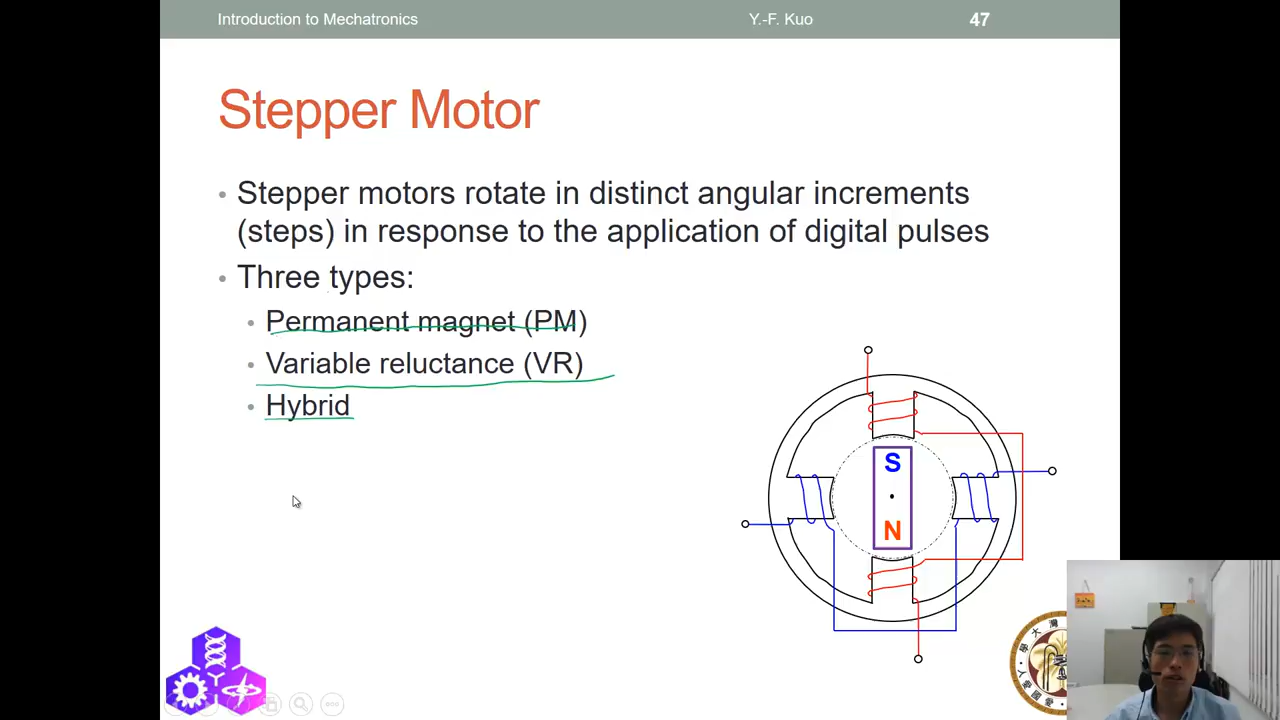 Introduction to Mechatronics Y.-F. Kuo 47
Stepper Motor
• Stepper motors rotate in distinct angular increments
(steps) in response to the application of digital pulses
• Three types:
• Permanent magnet (PM)
• Variable reluctance (VR)
• Hybrid
S
N